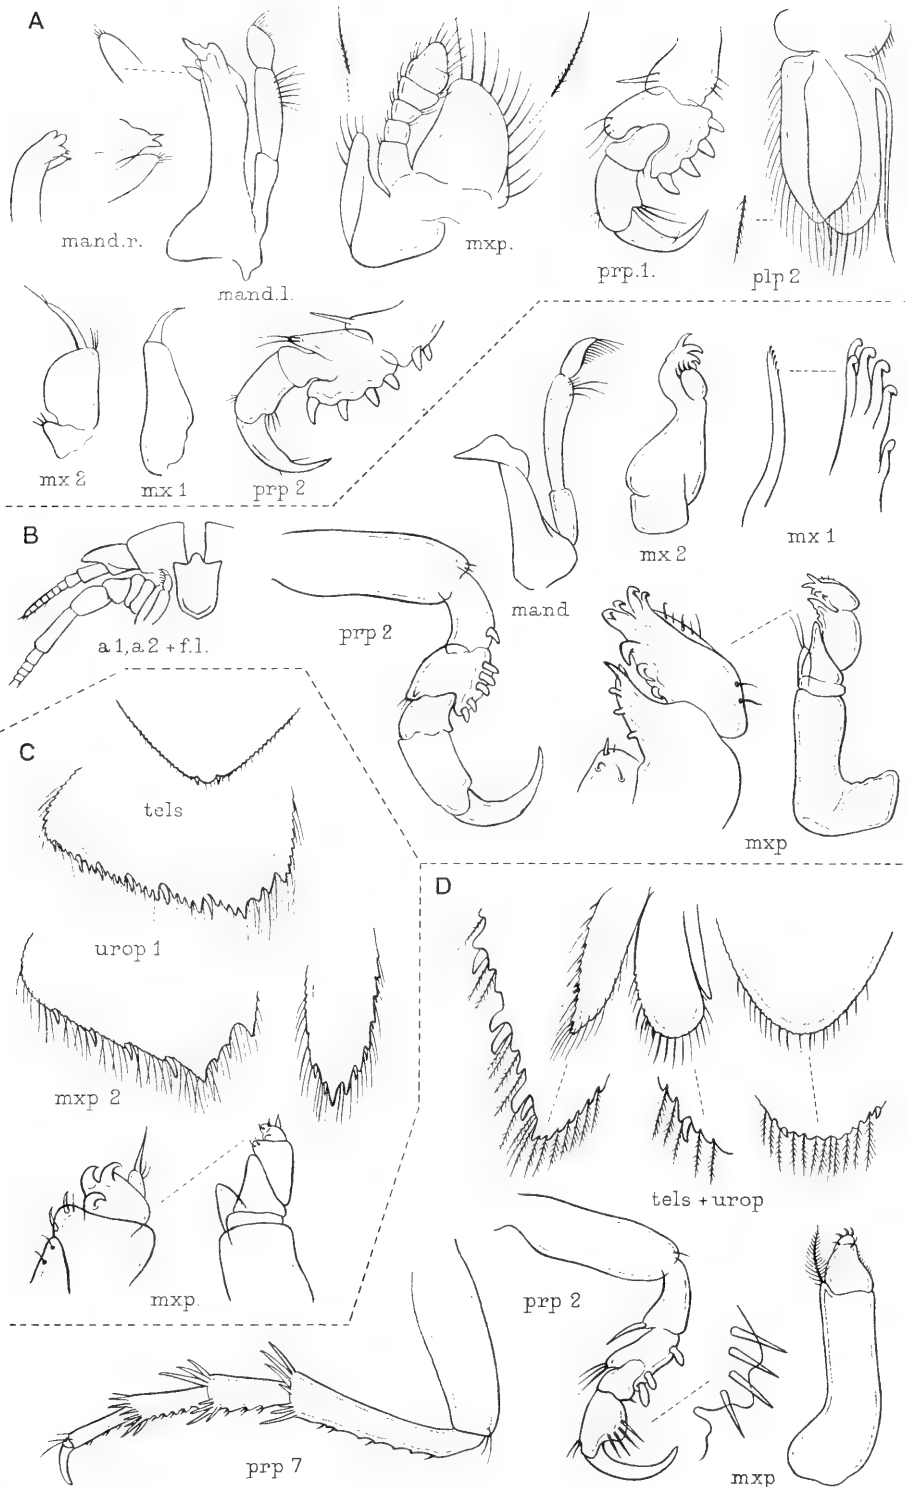 A
mand.r.
mand.l.
mxp.
prp.1.
plp 2
mx 2
mx 1
prp 2
B
a 1, a 2 + f.l.
prp 2
mand
mx 2
mx 1
mxp
C
tels
urop 1
mxp 2
mxp.
D
tels + urop
prp 2
prp 7
mxp